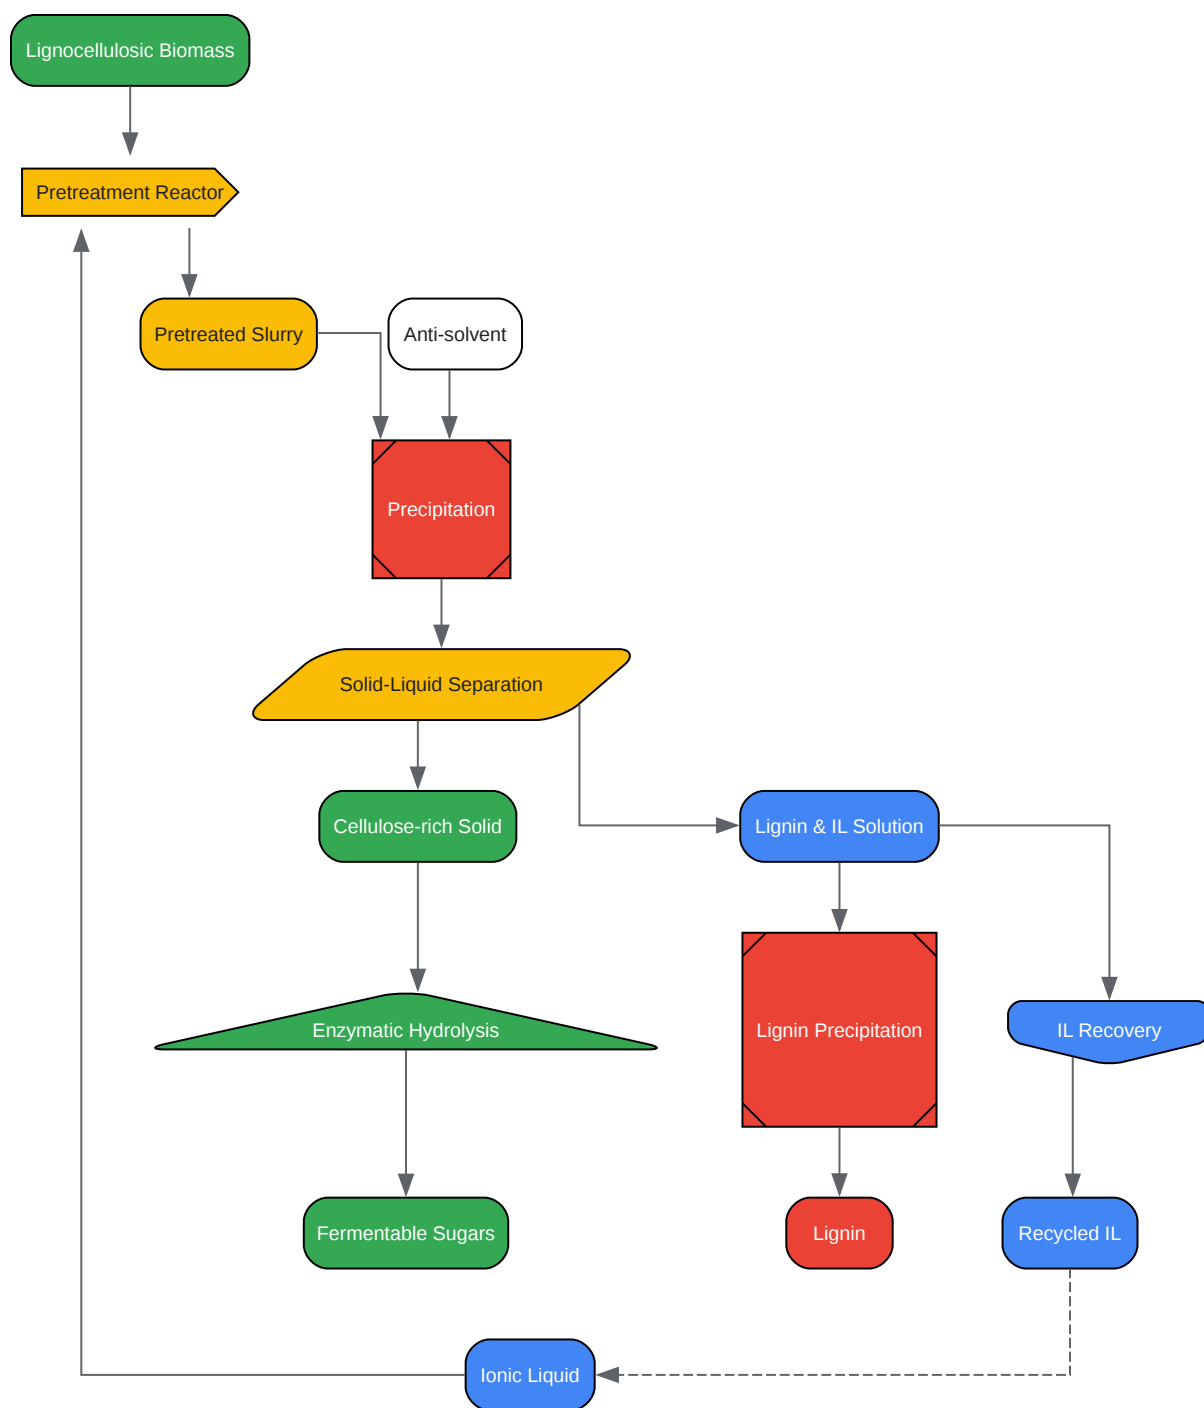 Lignocellulosic Biomass
Pretreatment Reactor
Pretreated Slurry
Anti-solvent
Precipitation
Solid-Liquid Separation
Cellulose-rich Solid
Lignin & IL Solution
Enzymatic Hydrolysis
Lignin Precipitation
IL Recovery
Fermentable Sugars
Lignin
Recycled IL
Ionic Liquid